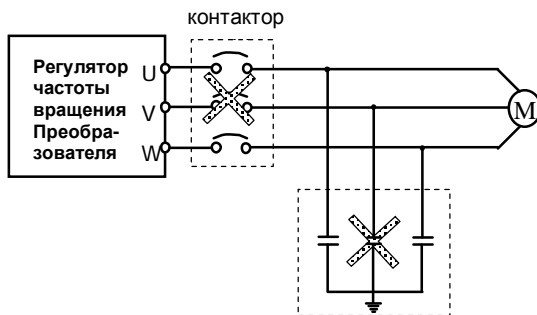 контактор
Регулятор
частоты
вращения
Преобра-
зователя
U
V
W
M